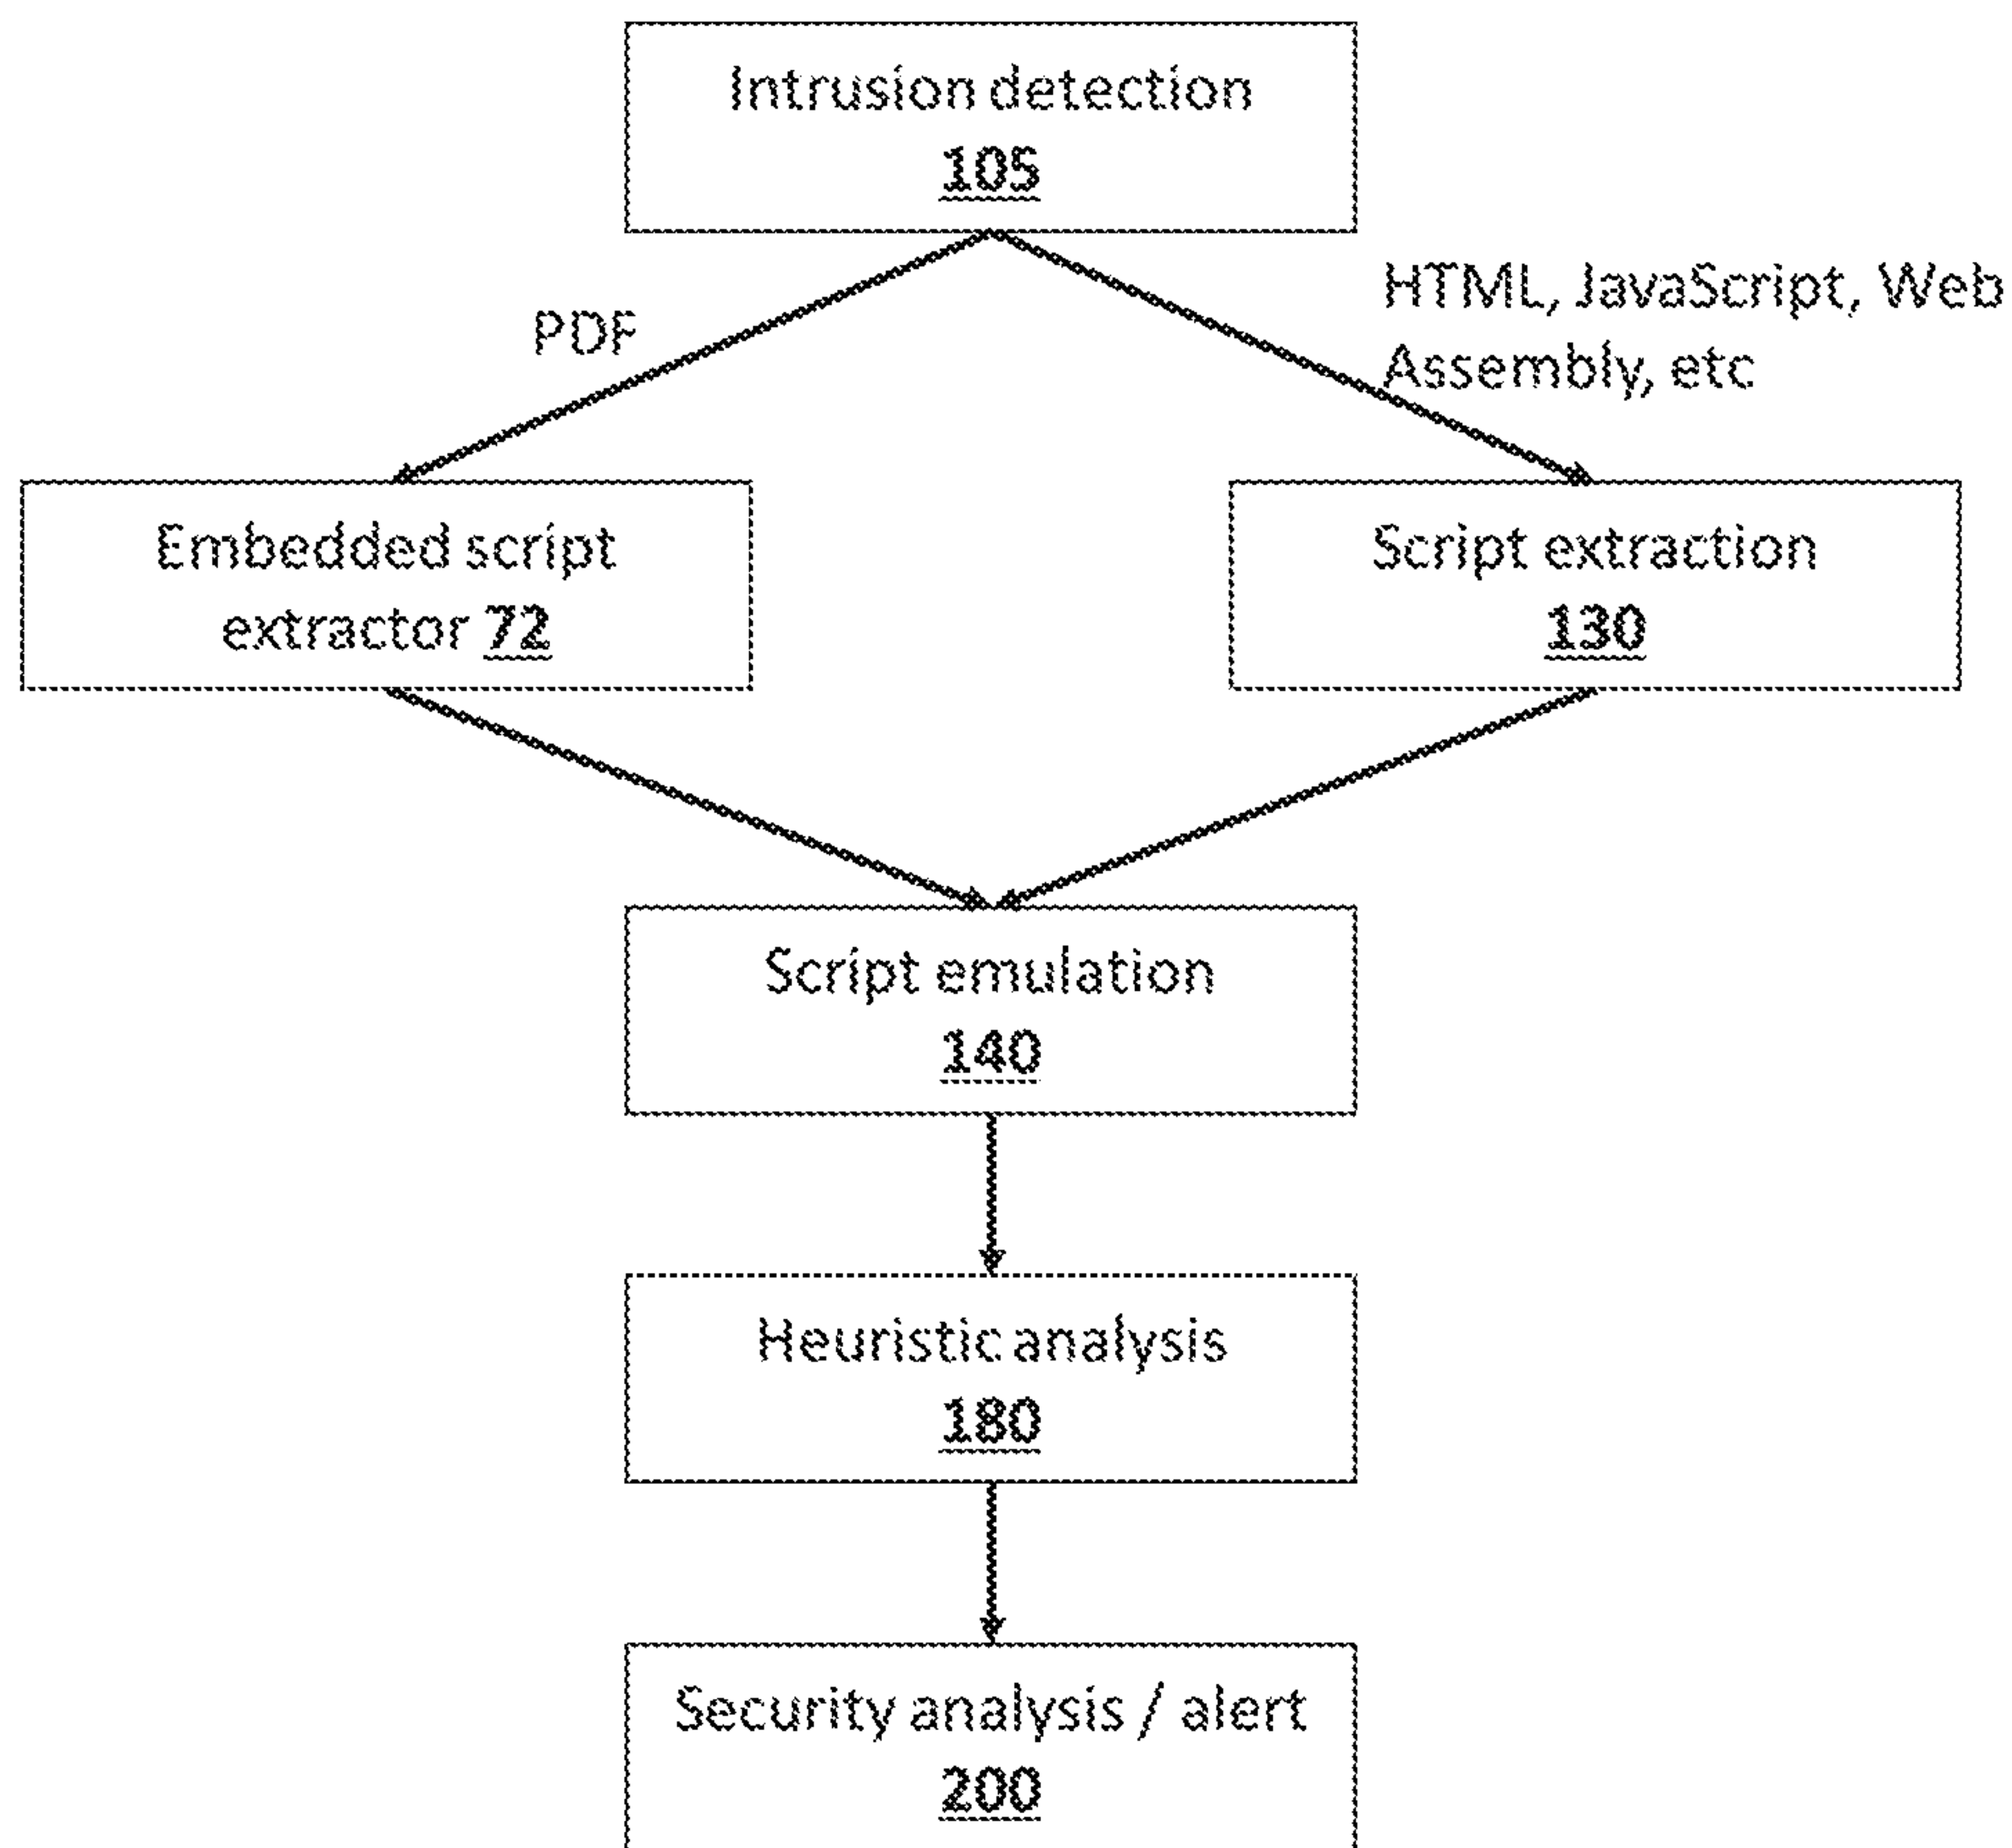 Intrusion detection
105
PDF
HTML, JavaScript, Web
Assembly, etc
Embedded script
extractor 72
Script extraction
130
Script emulation
140
Heuristic analysis
180
Security analysis / alert
200